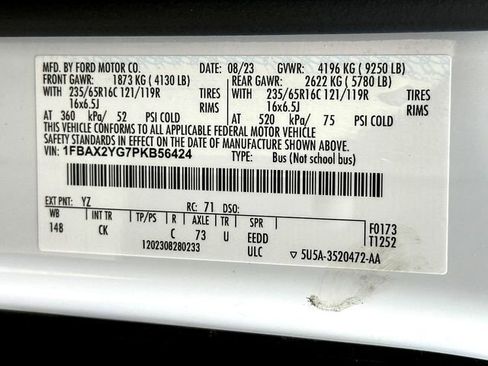 MFD. BY FORD MOTOR CO. 08/23 GVWR: 4196 KG ( 9250 LB)
FRONT GAWR: 1873 KG ( 4130 LB) REAR GAWR: 2622 KG ( 5780 LB)
WITH 235/65R16C 121/119R TIRES WITH 235/65R16C 121/119R TIRES
16x6.5J RIMS 16x6.5J RIMS
AT 360 kPa/ 52 PSI COLD AT 520 kPa/ 75 PSI COLD
THIS VEHICLE CONFORMS TO ALL APPLICABLE FEDERAL MOTOR VEHICLE
SAFETY STANDARDS IN EFFECT ON THE DATE OF MANUFACTURE SHOWN ABOVE.
VIN: 1FBAX2YG7PKB56424 TYPE: Bus (Not school bus)
EXT PNT: YZ RC: 71 DSO:
WB INT TR TP/PS R AXLE TR SPR F0173
148 CK C 73 U EEDD T1252
1202308280233 ULC 5U5A-3520472-AA